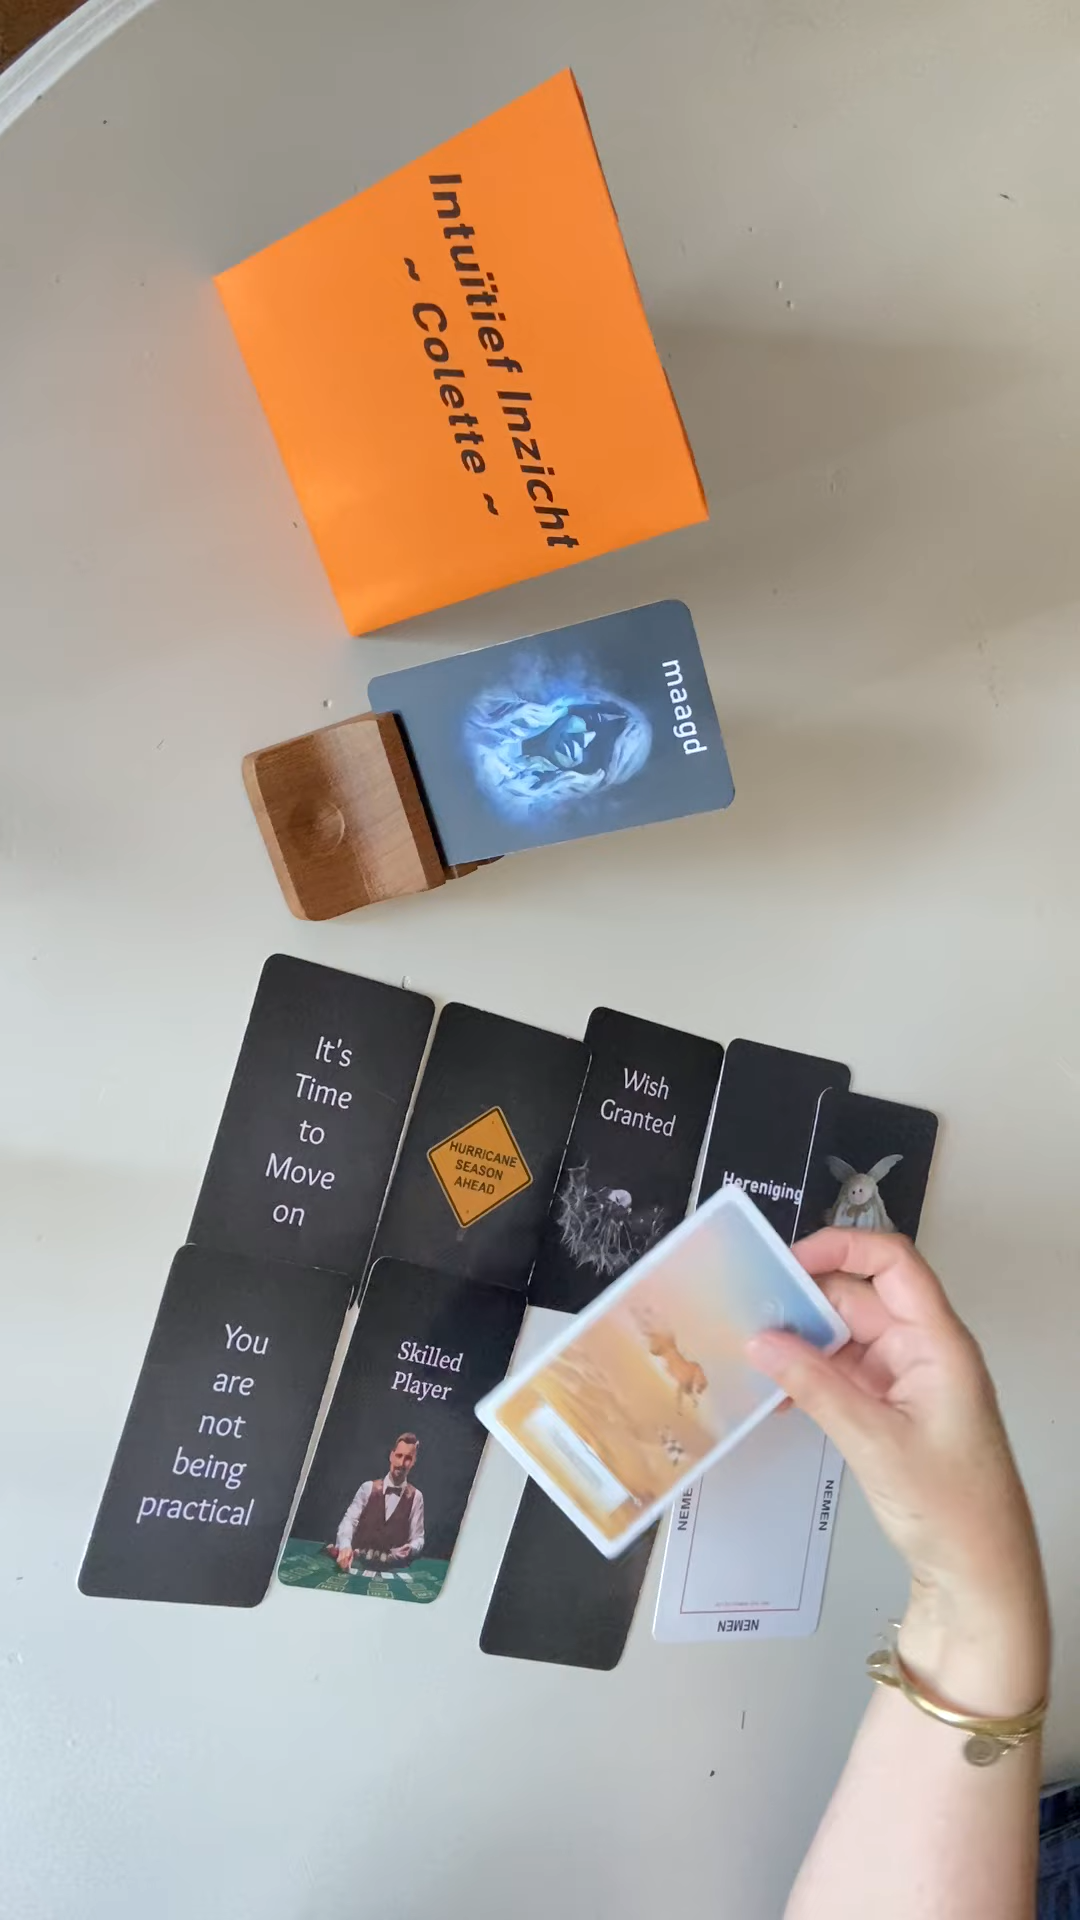 Intuïtief Inzicht
~ Colette ~
maagd
It's
Time
to
Move
on
HURRICANE
SEASON
AHEAD
Wish
Granted
Hereniging
You
are
not
being
practical
Skilled
Player
NEMEN
NEMEN